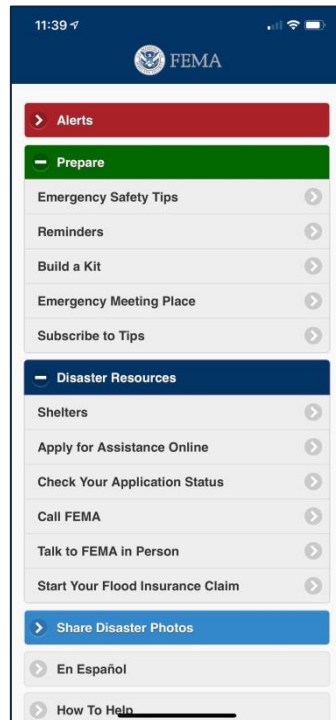 11:39
FEMA
Alerts
Prepare
Emergency Safety Tips
Reminders
Build a Kit
Emergency Meeting Place
Subscribe to Tips
Disaster Resources
Shelters
Apply for Assistance Online
Check Your Application Status
Call FEMA
Talk to FEMA in Person
Start Your Flood Insurance Claim
Share Disaster Photos
En Español
How To Help